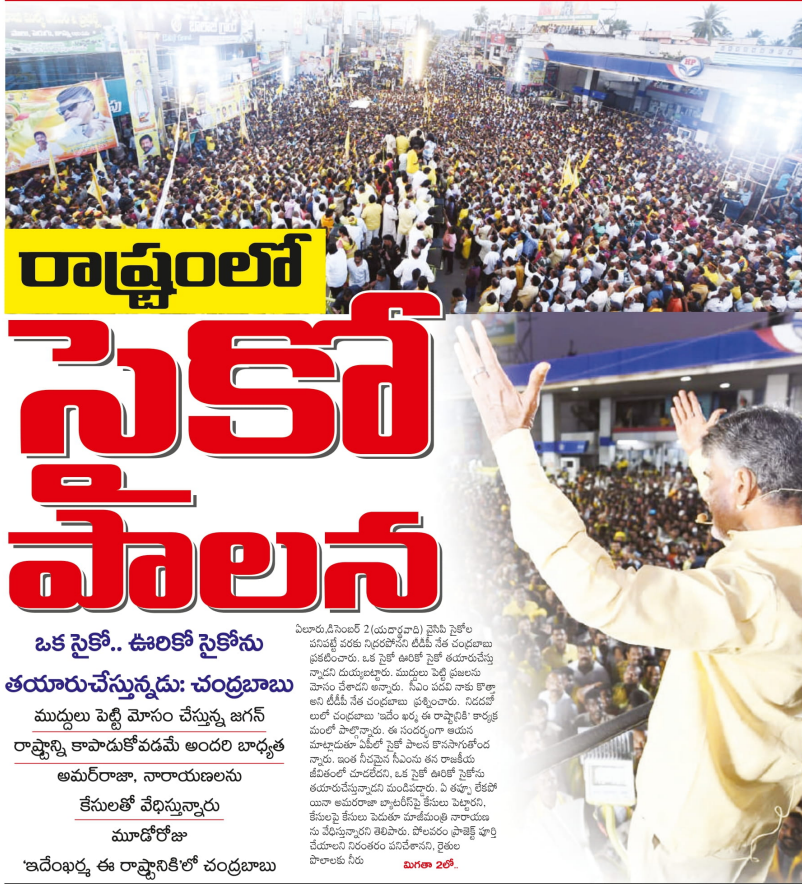 రాష్ట్రంలో
సైకో
పాలన
ఒక సైకో.. ఊరికో సైకోను
తయారుచేస్తున్నడు: చంద్రబాబు
ముద్దులు పెట్టి మోసం చేస్తున్న జగన్
రాష్ట్రాన్ని కాపాడుకోవడమే అందరి బాధ్యత
అమర్‌రాజా, నారాయణలను
కేసులతో వేధిస్తున్నారు
మూడోరోజు
'ఇదేంఖర్మ ఈ రాష్ట్రానికి'లో చంద్రబాబు
ఏలూరు,డిసెంబర్ 2(యదార్థవాది) వైసిపి సైకోల
పనిపట్టే వరకు నిద్రరపోనని టిడిపి నేత చంద్రబాబు
ప్రకటించారు. ఒక సైకో ఊరికో సైకో తయారుచేస్తు
న్నాడని దుయ్యబట్టారు. ముద్దులు పెట్టి ప్రజలను
మోసం చేశాడని అన్నారు. సీఎం పదవి నాకు కొత్తా
అని టీడీపీ నేత చంద్రబాబు ప్రశ్నించారు. నిడదవో
లులో చంద్రబాబు 'ఇదేం ఖర్మ ఈ రాష్ట్రానికి' కార్యక్ర
మంలో పాల్గొన్నారు. ఈ సందర్భంగా ఆయన
మాట్లాడుతూ ఏపీలో సైకో పాలన కొనసాగుతోంద
న్నారు. ఇంత నీచమైన సీఎంను తన రాజకీయ
జీవితంలో చూడలేదని, ఒక సైకో ఊరికో సైకోను
తయారుచేస్తున్నాడని మండిపడ్డారు. ఏ తప్పూ లేకపో
యినా అమరరాజా బ్యాటరీస్‌పై కేసులు పెట్టారని,
కేసులపై కేసులు పెడుతూ మాజీమంత్రి నారాయణ
ను వేధిస్తున్నారని తెలిపారు. పోలవరం ప్రాజెక్ట్ పూర్తి
చేయాలని నిరంతరం పనిచేశానని, రైతుల
పొలాలకు నీరు
మిగతా 2లో..
HP